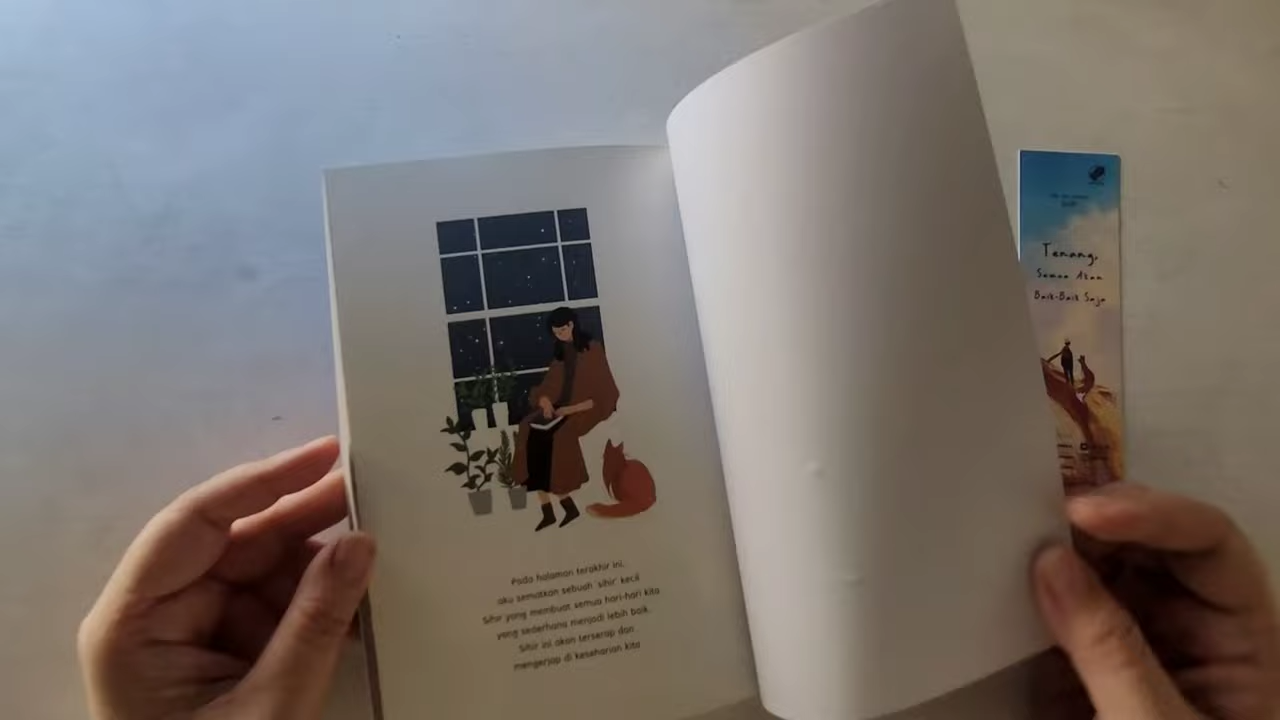 Pada halaman terakhir ini,
aku sematkan sebuah 'sihir' kecil
Sihir yang membuat semua hari-hari kita
yang sederhana menjadi lebih baik.
Sihir ini akan terserap dan
mengerjap di keseharian kita
Tenang,
Semua Akan
Baik-Baik Saja